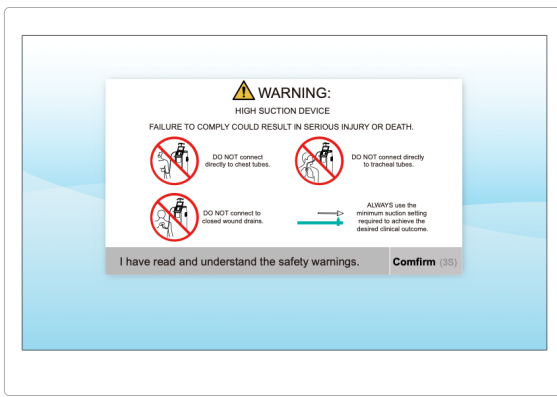 WARNING:
HIGH SUCTION DEVICE
FAILURE TO COMPLY COULD RESULT IN SERIOUS INJURY OR DEATH.
DO NOT connect
directly to chest tubes.
DO NOT connect directly
to tracheal tubes.
DO NOT connect to
closed wound drains.
ALWAYS use the
minimum suction setting
required to achieve the
desired clinical outcome.
I have read and understand the safety warnings.
Comfirm (3S)